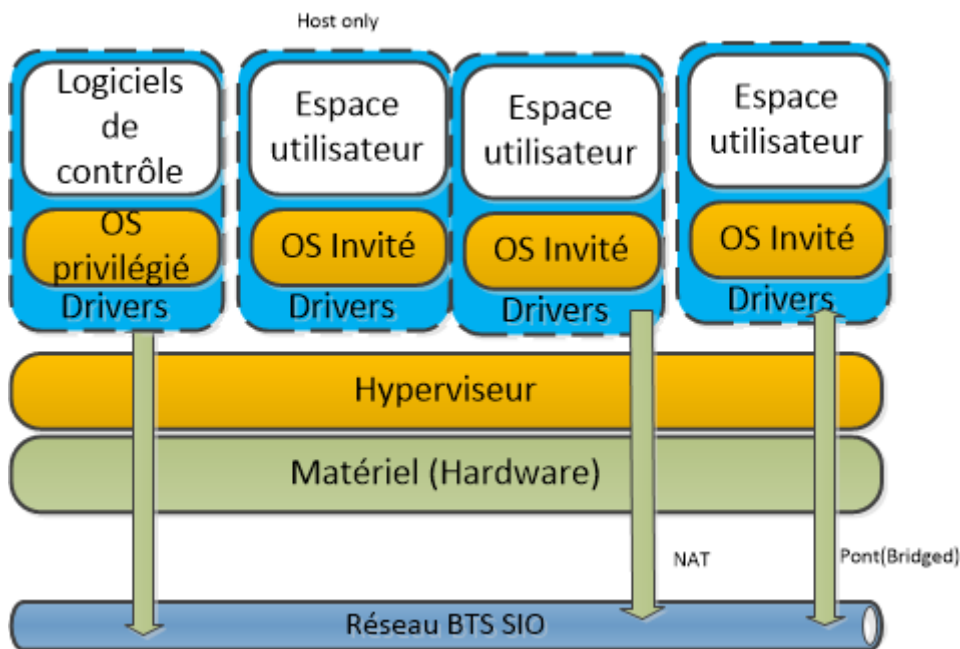 Host only
Logiciels
de
contrôle
OS
privilégié
Drivers
Espace
utilisateur
OS Invité
Drivers
Espace
utilisateur
OS Invité
Drivers
Espace
utilisateur
OS Invité
Drivers
Hyperviseur
Matériel (Hardware)
NAT
Pont(Bridged)
Réseau BTS SIO